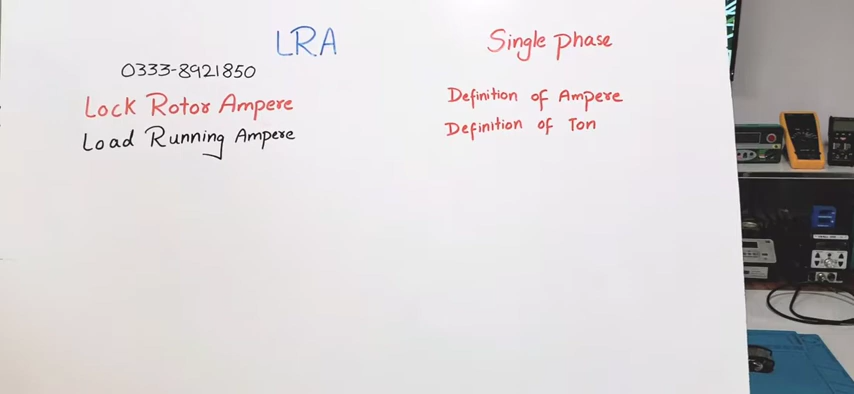 LRA
0333-8921850
Lock Rotor Ampere
Load Running Ampere
Single Phase
Definition of Ampere
Definition of Ton